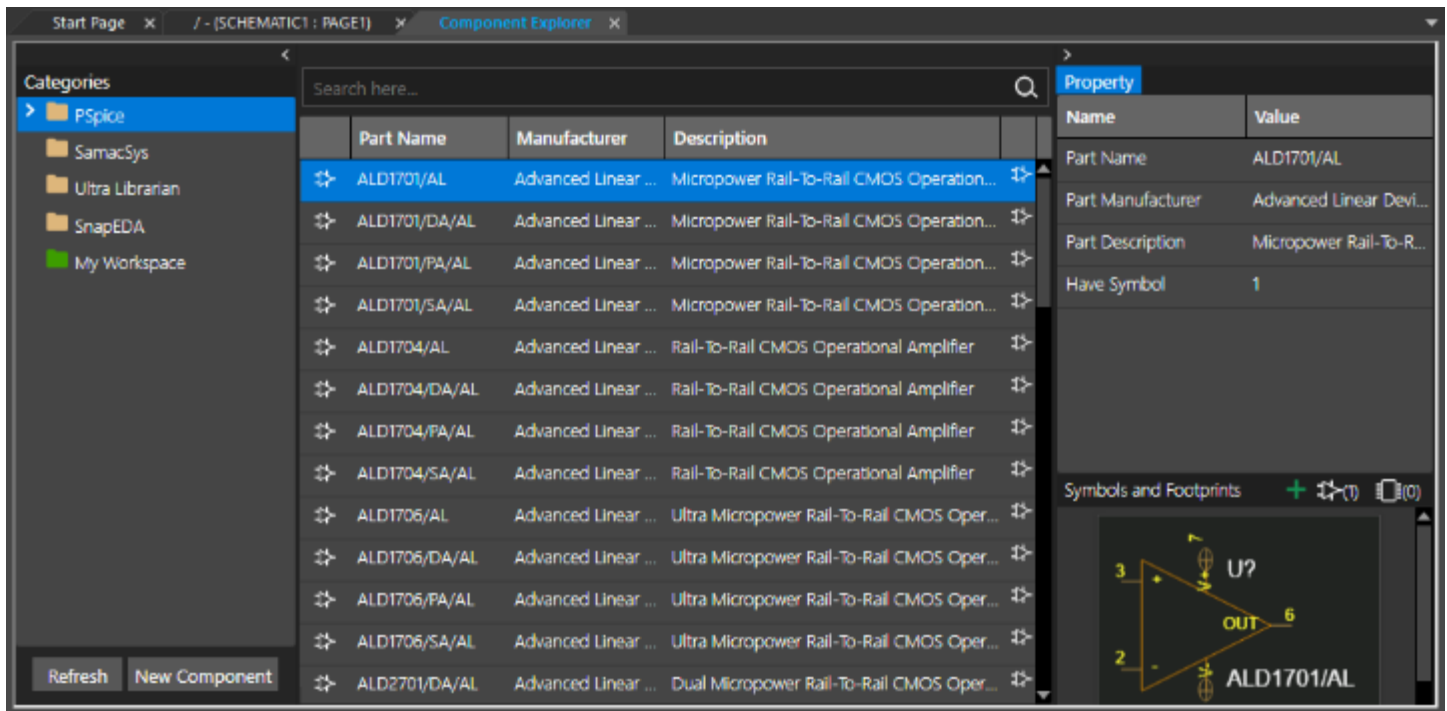 Start Page × / - (SCHEMATIC1 : PAGE1) × Component Explorer ×
Categories
PSpice
SamacSys
Ultra Librarian
SnapEDA
My Workspace
Refresh New Component
Search here...
Part Name Manufacturer Description
ALD1701/AL Advanced Linear ... Micropower Rail-To-Rail CMOS Operation...
ALD1701/DA/AL Advanced Linear ... Micropower Rail-To-Rail CMOS Operation...
ALD1701/PA/AL Advanced Linear ... Micropower Rail-To-Rail CMOS Operation...
ALD1701/SA/AL Advanced Linear ... Micropower Rail-To-Rail CMOS Operation...
ALD1704/AL Advanced Linear ... Rail-To-Rail CMOS Operational Amplifier
ALD1704/DA/AL Advanced Linear ... Rail-To-Rail CMOS Operational Amplifier
ALD1704/PA/AL Advanced Linear ... Rail-To-Rail CMOS Operational Amplifier
ALD1704/SA/AL Advanced Linear ... Rail-To-Rail CMOS Operational Amplifier
ALD1706/AL Advanced Linear ... Ultra Micropower Rail-To-Rail CMOS Oper...
ALD1706/DA/AL Advanced Linear ... Ultra Micropower Rail-To-Rail CMOS Oper...
ALD1706/PA/AL Advanced Linear ... Ultra Micropower Rail-To-Rail CMOS Oper...
ALD1706/SA/AL Advanced Linear ... Ultra Micropower Rail-To-Rail CMOS Oper...
ALD2701/DA/AL Advanced Linear ... Dual Micropower Rail-To-Rail CMOS Oper...
Property
Name Value
Part Name ALD1701/AL
Part Manufacturer Advanced Linear Devi...
Part Description Micropower Rail-To-R...
Have Symbol 1
Symbols and Footprints + (1) (0)
7
3 + V+ U?
OUT 6
2 - V-
ALD1701/AL